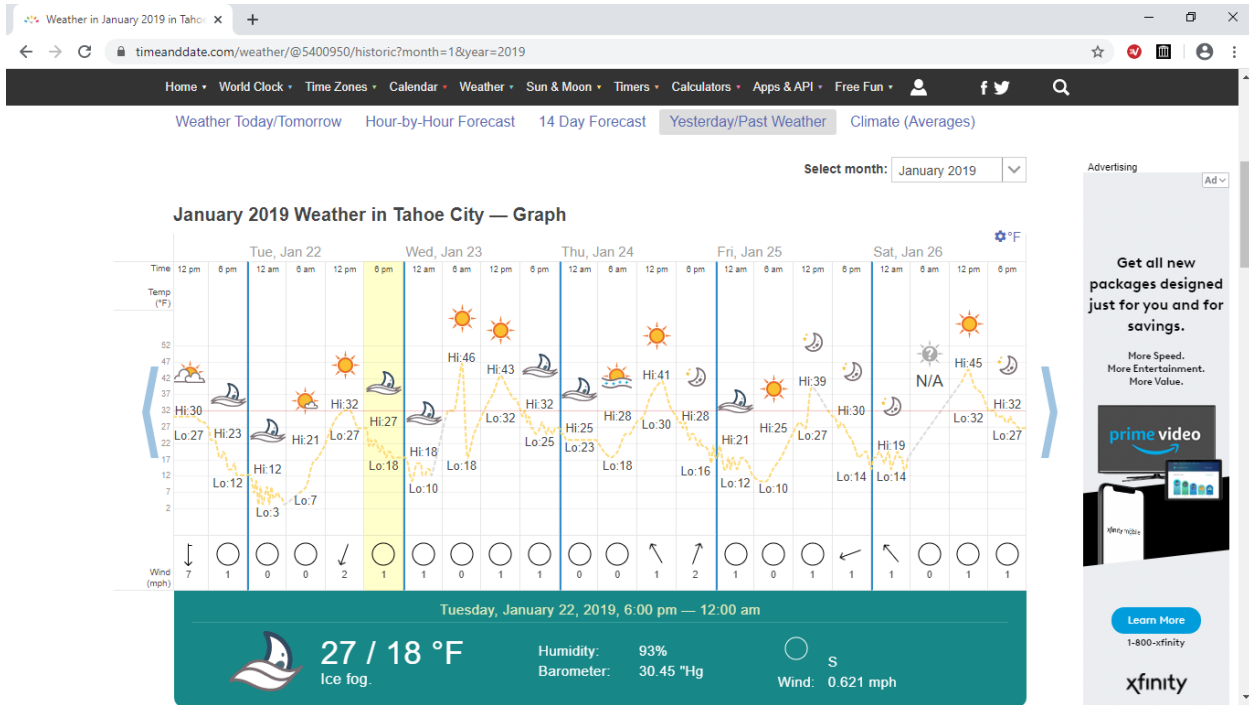 Weather in January 2019 in Taho
timeanddate.com/weather/@5400950/historic?month=1&year=2019
Home World Clock Time Zones Calendar Weather Sun & Moon Timers Calculators Apps & API Free Fun
Weather Today/Tomorrow Hour-by-Hour Forecast 14 Day Forecast Yesterday/Past Weather Climate (Averages)
Select month: January 2019
Advertising
Ad
January 2019 Weather in Tahoe City — Graph
°F
Tue, Jan 22 Wed, Jan 23 Thu, Jan 24 Fri, Jan 25 Sat, Jan 26
Time 12 pm 6 pm 12 am 6 am 12 pm 6 pm 12 am 6 am 12 pm 6 pm 12 am 6 am 12 pm 6 pm 12 am 6 am 12 pm 6 pm 12 am 6 am 12 pm 6 pm
Temp
(°F)
52
47
42
37
32
27
22
17
12
7
2
Hi:30 Hi:23 Hi:12 Hi:21 Hi:32 Hi:27 Hi:18 Hi:46 Hi:43 Hi:32 Hi:25 Hi:28 Hi:41 Hi:28 Hi:21 Hi:25 Hi:39 Hi:30 Hi:19 N/A Hi:45 Hi:32
Lo:27 Lo:12 Lo:3 Lo:7 Lo:27 Lo:18 Lo:10 Lo:18 Lo:32 Lo:25 Lo:23 Lo:18 Lo:30 Lo:16 Lo:12 Lo:10 Lo:27 Lo:14 Lo:14 Lo:32 Lo:27
Wind
(mph)
7 1 0 0 2 1 1 0 1 1 0 0 1 2 1 0 1 1 1 0 1 1
Tuesday, January 22, 2019, 6:00 pm — 12:00 am
27 / 18 °F
Ice fog.
Humidity: 93%
Barometer: 30.45 "Hg
S
Wind: 0.621 mph
Get all new
packages designed
just for you and for
savings.
More Speed.
More Entertainment.
More Value.
prime video
xfinity mobile
Learn More
1-800-xfinity
xfinity